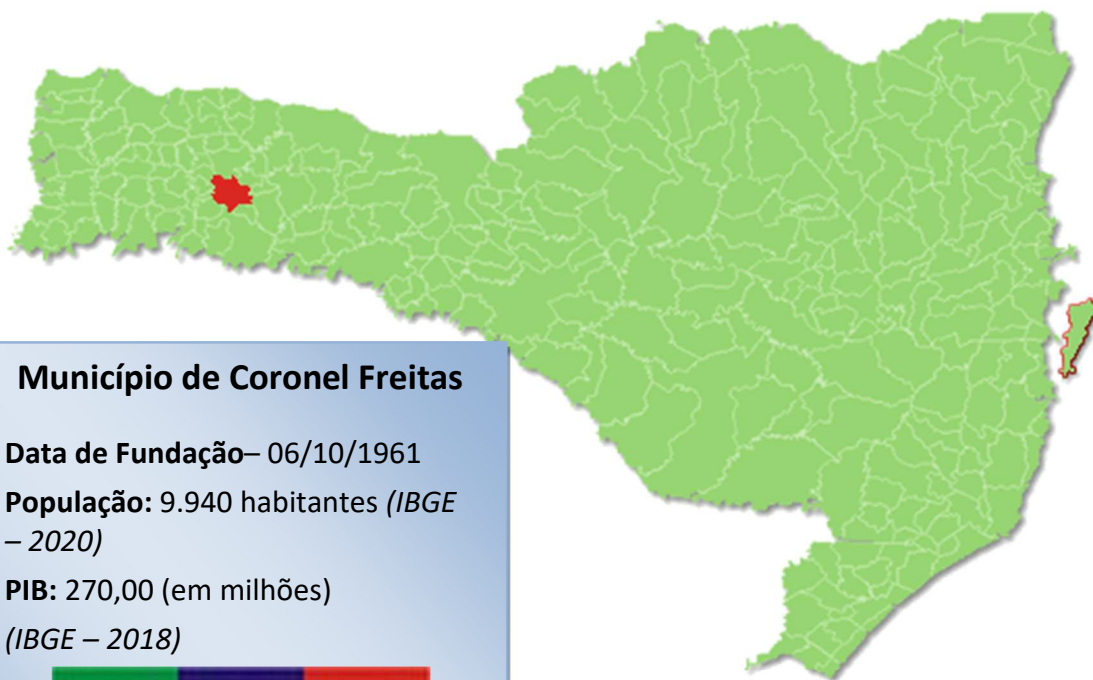 Município de Coronel Freitas
Data de Fundação– 06/10/1961
População: 9.940 habitantes (IBGE
– 2020)
PIB: 270,00 (em milhões)
(IBGE – 2018)